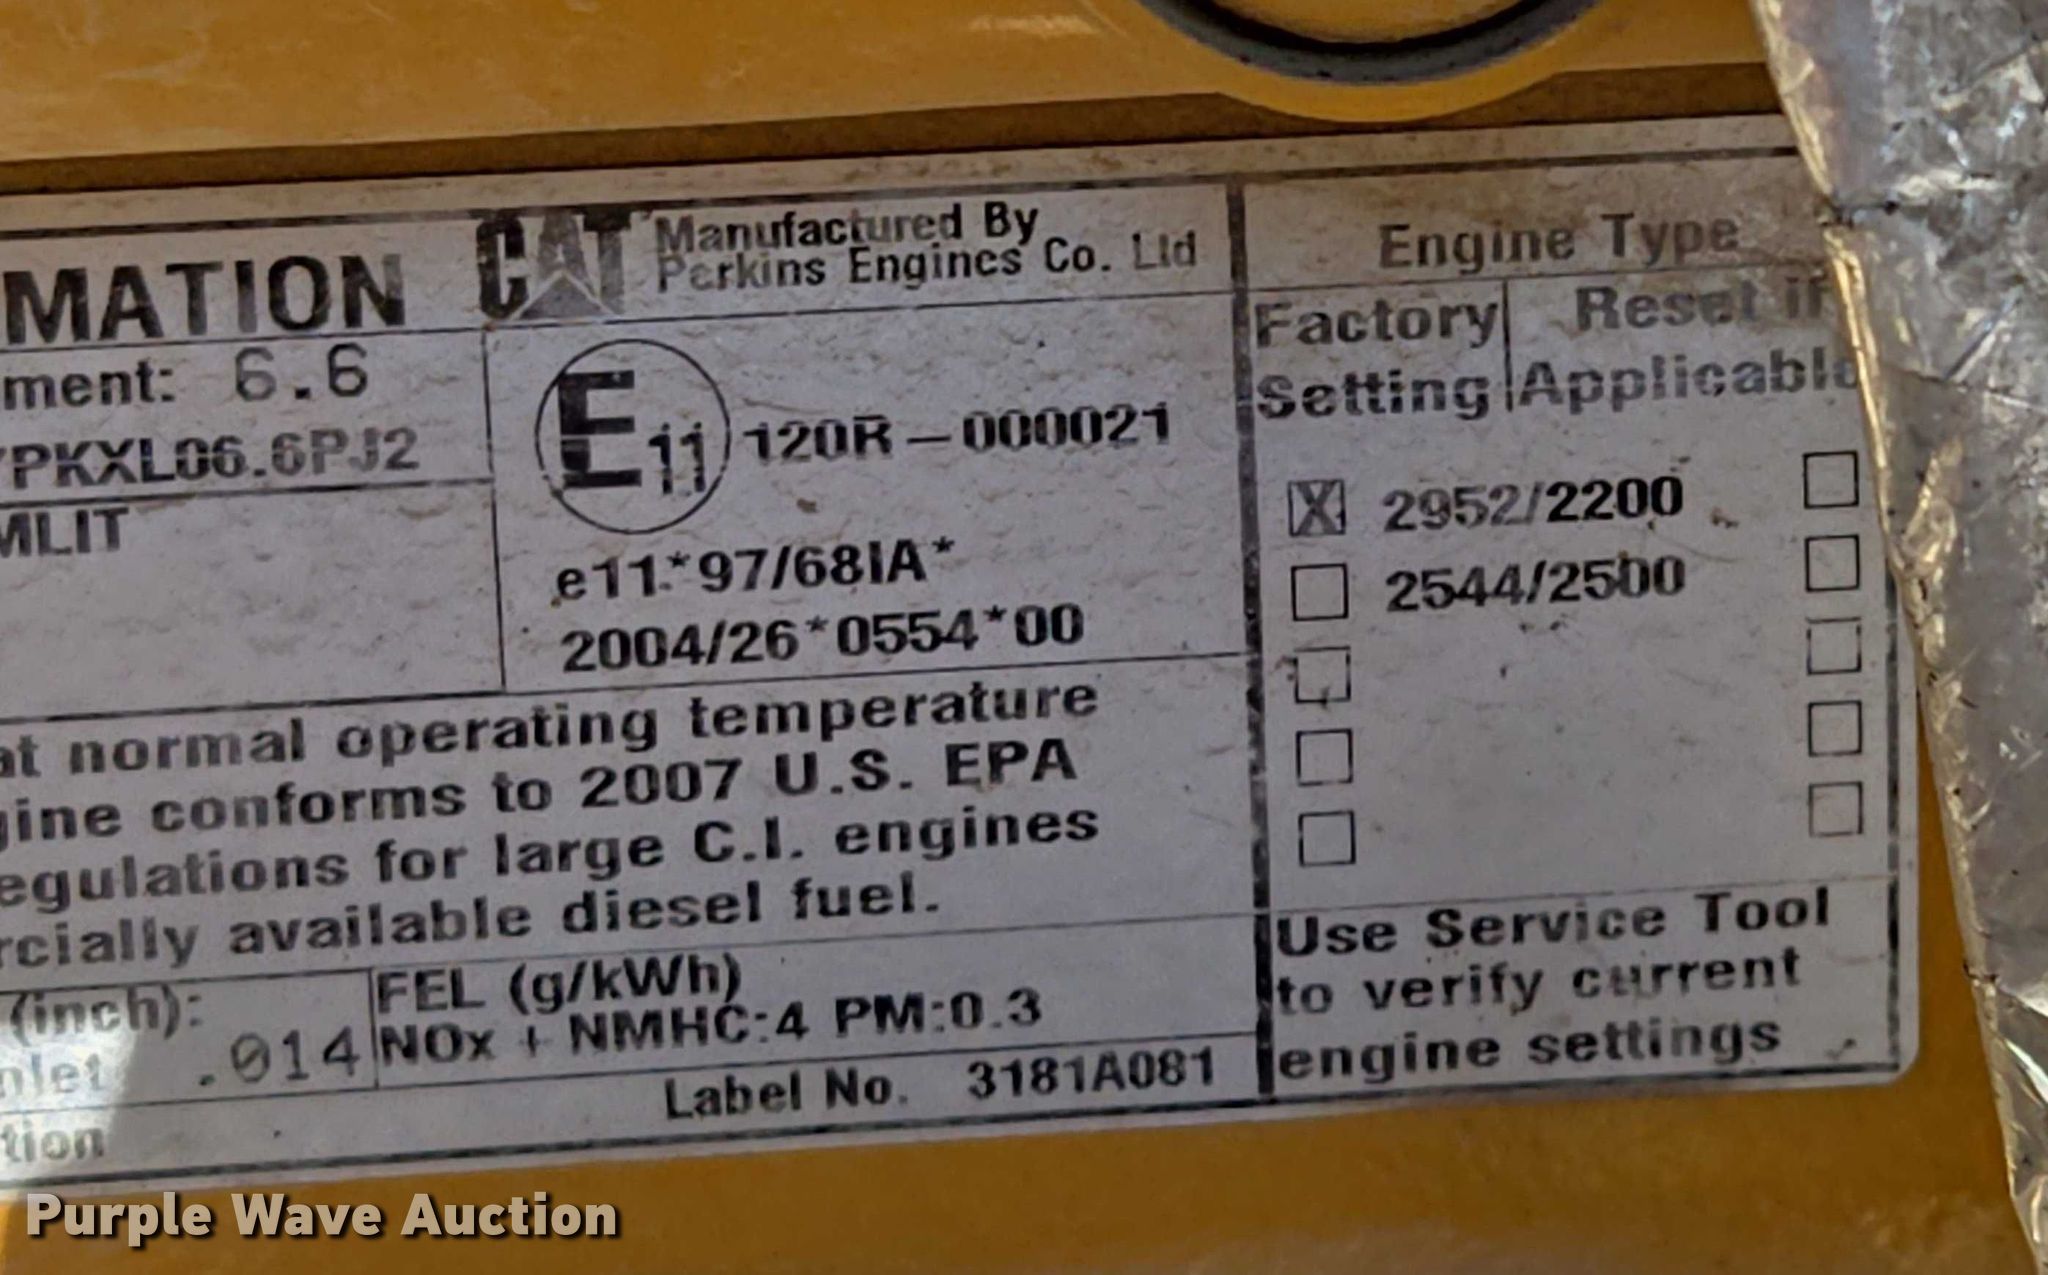 MATION
CAT
Manufactured By
Perkins Engines Co. Ltd
ment: 6.6
PKXL06.6PJ2
MLIT
E11 120R-000021
e11*97/68IA*
2004/26*0554*00
at normal operating temperature
gine conforms to 2007 U.S. EPA
egulations for large C.I. engines
rcially available diesel fuel.
(inch):
nlet .014
FEL (g/kWh)
NOx + NMHC:4 PM:0.3
Label No. 3181A081
tion
Engine Type
Factory Setting
Reset if Applicable
X 2952/2200
2544/2500
Use Service Tool
to verify current
engine settings
Purple Wave Auction